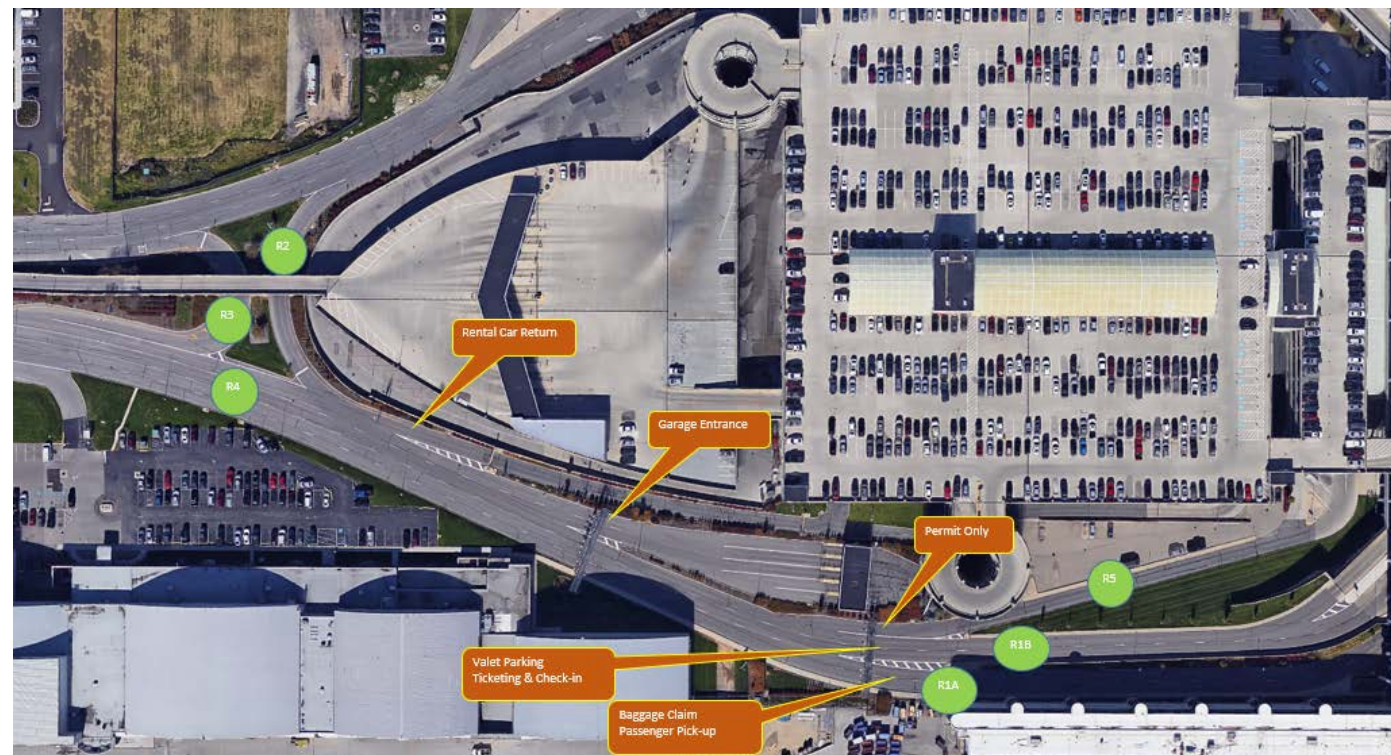 R2
R3
Rental Car Return
R4
Garage Entrance
Permit Only
R5
R1B
Valet Parking
Ticketing & Check-in
R1A
Baggage Claim
Passenger Pick-up